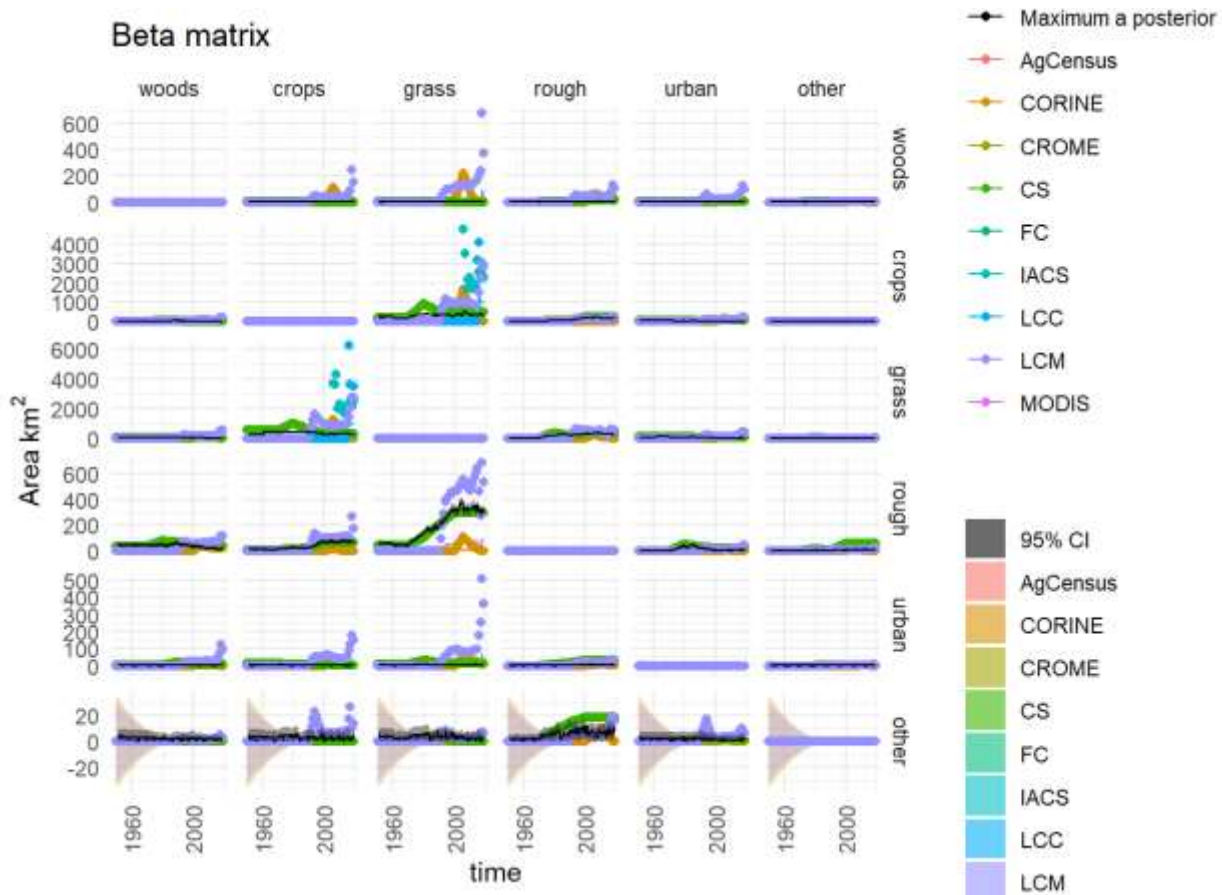 Beta matrix
woods crops grass rough urban other
600
400
200
0
woods
4000
3000
2000
1000
0
crops
6000
4000
2000
0
grass
600
400
200
0
rough
500
400
300
200
100
0
urban
20
0
-20
other
Area km²
1960 2000 1960 2000 1960 2000 1960 2000 1960 2000 1960 2000
time
Maximum a posterior
AgCensus
CORINE
CROME
CS
FC
IACS
LCC
LCM
MODIS
95% CI
AgCensus
CORINE
CROME
CS
FC
IACS
LCC
LCM